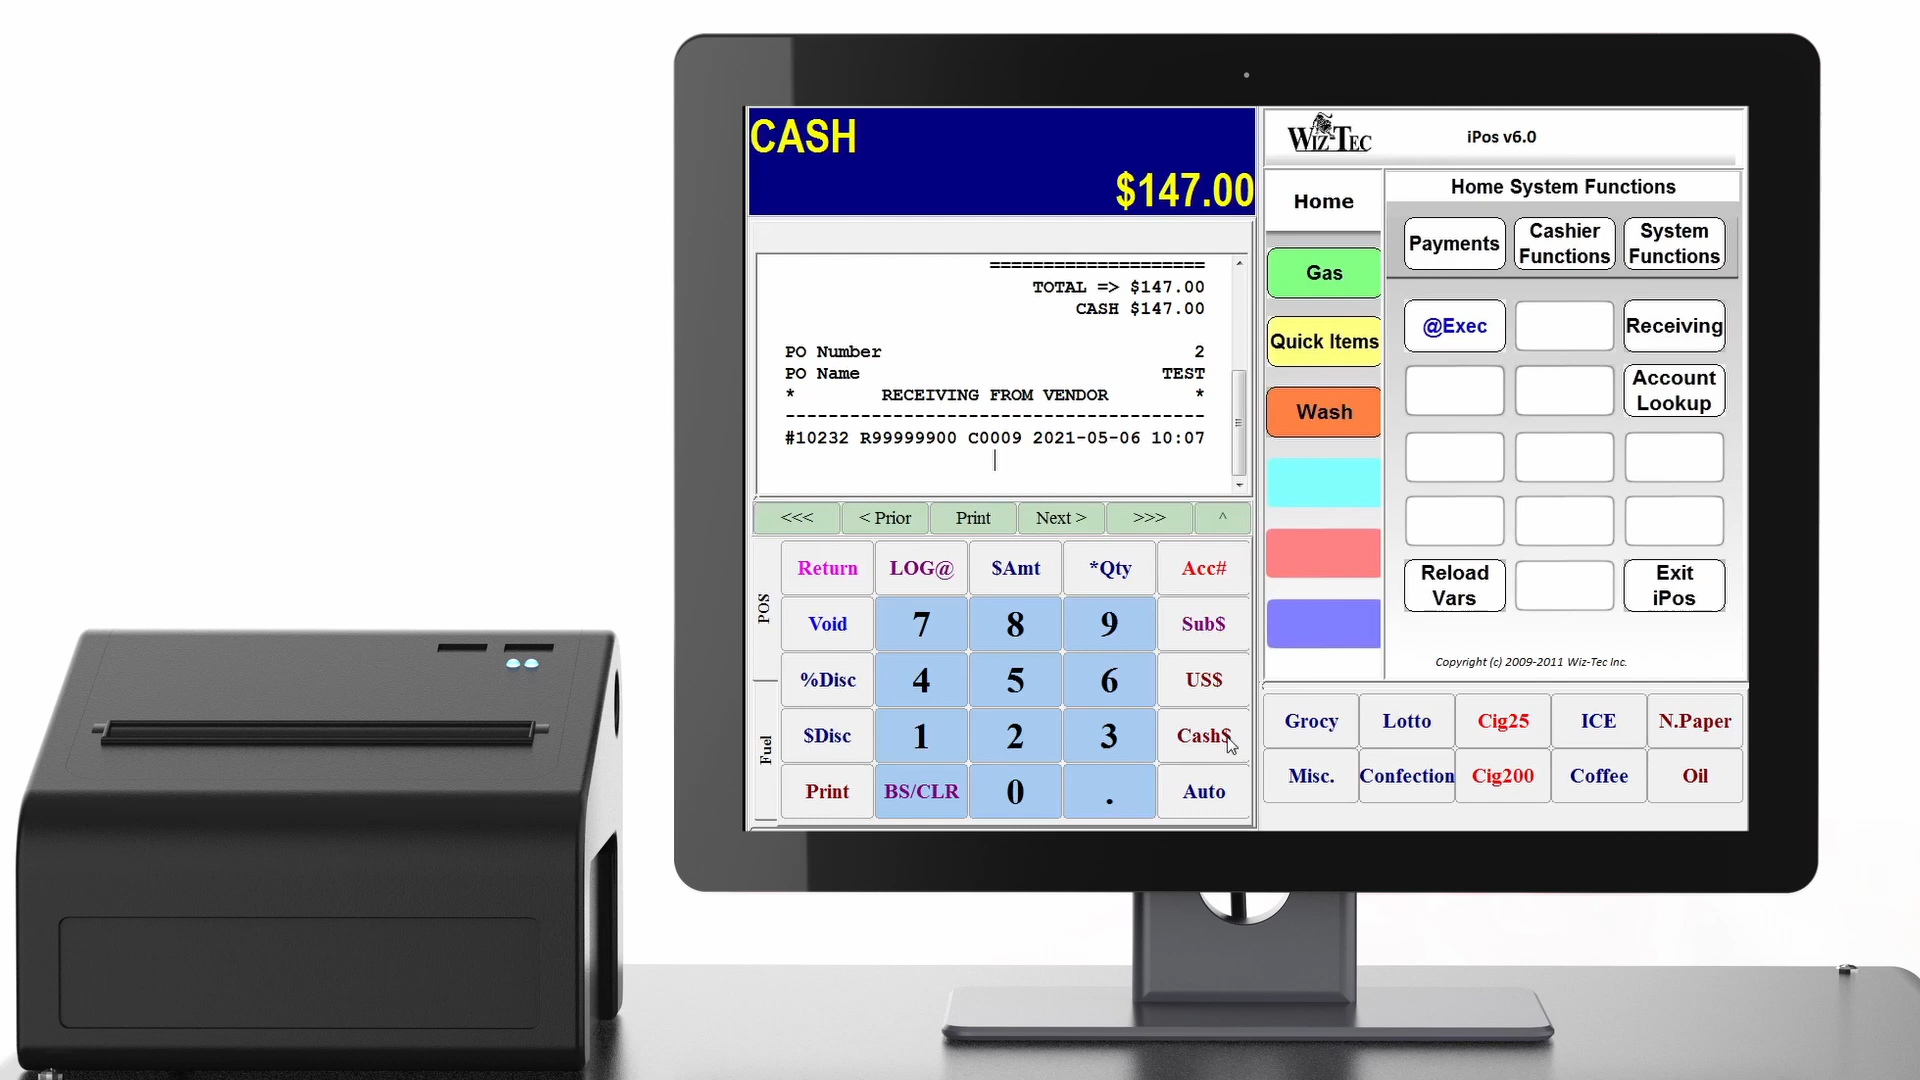 CASH
$147.00
====================
TOTAL => $147.00
CASH $147.00
PO Number 2
PO Name TEST
* RECEIVING FROM VENDOR *
---------------------------------------
#10232 R99999900 C0009 2021-05-06 10:07
<<< < Prior Print Next > >>> ^
POS
Fuel
Return LOG@ $Amt *Qty Acc#
Void 7 8 9 Sub$
%Disc 4 5 6 US$
$Disc 1 2 3 Cash$
Print BS/CLR 0 . Auto
WIZ-TEC
iPos v6.0
Home
Gas
Quick Items
Wash
Home System Functions
Payments
Cashier
Functions
System
Functions
@Exec
Receiving
Account
Lookup
Reload
Vars
Exit
iPos
Copyright (c) 2009-2011 Wiz-Tec Inc.
Grocy Lotto Cig25 ICE N.Paper
Misc. Confection Cig200 Coffee Oil